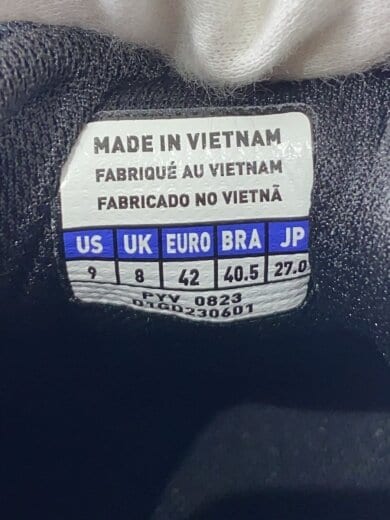 MADE IN VIETNAM
FABRIQUÉ AU VIETNAM
FABRICADO NO VIETNÃ
US UK EURO BRA JP
9 8 42 40.5 27.0
PYV 0823
D1GD230601